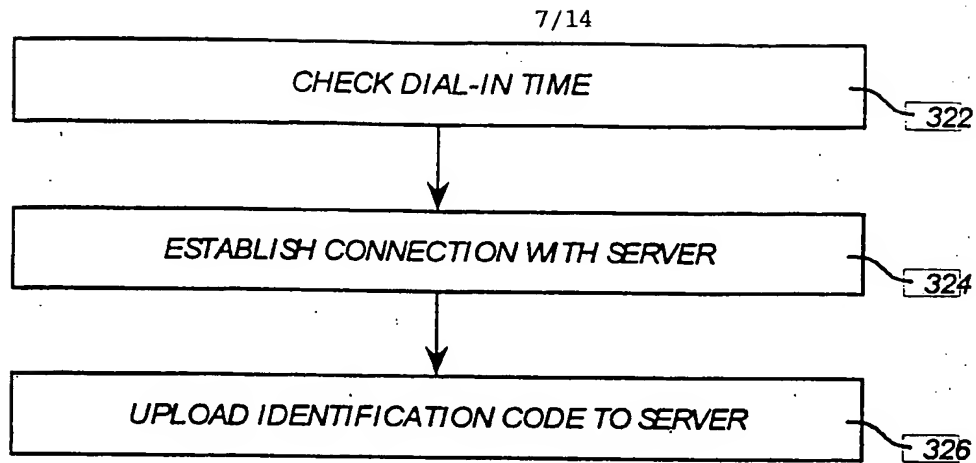 7/14
CHECK DIAL-IN TIME
322
ESTABLISH CONNECTION WITH SERVER
324
UPLOAD IDENTIFICATION CODE TO SERVER
326